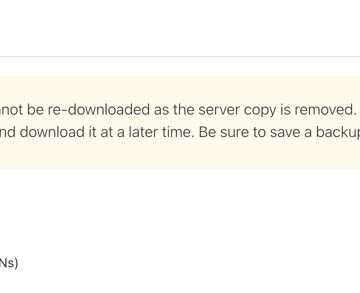 not be re-downloaded as the server copy is removed.
nd download it at a later time. Be sure to save a backup
Ns)